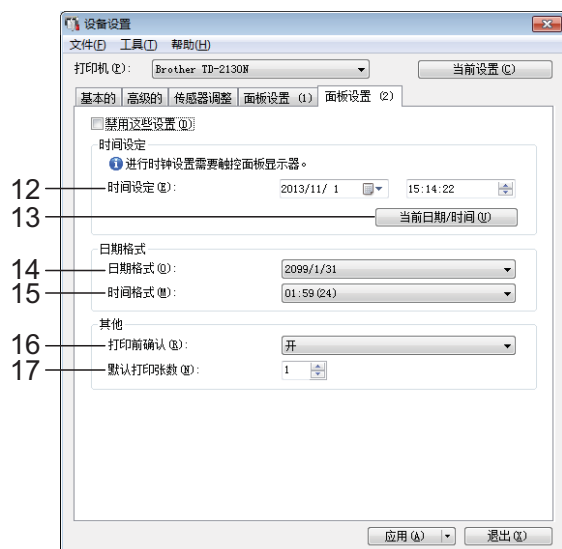 设备设置
文件(F) 工具(T) 帮助(H)
打印机(P): Brother TD-2130N 当前设置(C)
基本的 高级的 传感器调整 面板设置 (1) 面板设置 (2)
禁用这些设置(D)
时间设定
进行时钟设置需要触控面板显示器。
12 时间设定(E): 2013/11/ 1 15:14:22
13 当前日期/时间(U)
日期格式
14 日期格式(O): 2099/1/31
15 时间格式(M): 01:59(24)
其他
16 打印前确认(R): 开
17 默认打印张数(N): 1
应用(A) 退出(X)